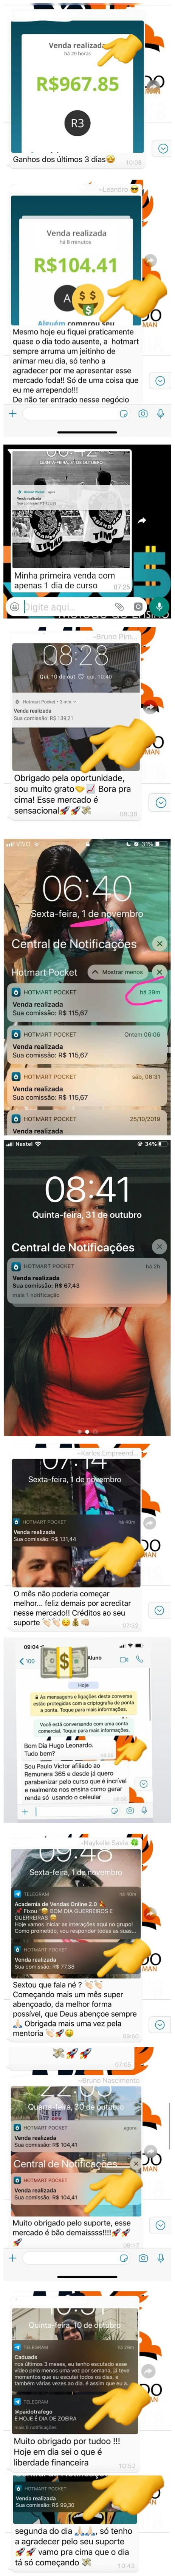 Venda realizada
há 20 horas
R$967.85
R3
Ganhos dos últimos 3 dias
10:08
~Leandro
Venda realizada
há 8 minutos
R$104.41
A
Alguém comprou seu
Mesmo hoje eu fiquei praticamente
quase o dia todo ausente, a hotmart
sempre arruma um jeitinho de
animar meu dia, só tenho a
agradecer por me apresentar esse
mercado foda!! Só de uma coisa que
eu me arrependo!!!
De não ter entrado nesse negócio
QUINTA-FEIRA, 31 DE OUTUBRO
Venda realizada
Minha primeira venda com
apenas 1 dia de curso
07:25
Digite aqui...
~Bruno Pim...
08:28
Qui, 10 de out
10:40
Hotmart Pocket • 3 min
Venda realizada
Sua comissão: R$ 139,21
Obrigado pela oportunidade,
sou muito grato🤝📈 Bora pra
cima! Esse mercado é
sensacional🚀🚀💸
08:38
VIVO
31%
06:40
Sexta-feira, 1 de novembro
Central de Notificações
Hotmart Pocket
Mostrar menos
HOTMART POCKET
há 39m
Venda realizada
Sua comissão: R$ 115,67
HOTMART POCKET
Ontem 06:06
Venda realizada
Sua comissão: R$ 115,67
HOTMART POCKET
sáb, 06:31
Venda realizada
Sua comissão: R$ 115,67
HOTMART POCKET
25/10/2019
Venda realizada
Nextel
34%
08:41
Quinta-feira, 31 de outubro
Central de Notificações
HOTMART POCKET
há 2h
Venda realizada
Sua comissão: R$ 67,43
mais 1 notificação
~Karlos Empreend...
07:14
Sexta-feira, 1 de novembro
HOTMART POCKET
há 40m
Venda realizada
Sua comissão: R$ 131,44
O mês não poderia começar
melhor... feliz demais por acreditar
nesse mercado!! Créditos ao seu
suporte
07:32
09:04
100
Aluno
Hoje
As mensagens e ligações dessa conversa
estão protegidas com a criptografia de ponta
a ponta. Toque para mais informações.
Você está conversando com uma conta
comercial. Toque para mais informações.
Bom Dia Hugo Leonardo.
Tudo bem?
Sou Paulo Victor afiliado ao
Remunera 365 e desde já quero
parabenizar pelo curso que é incrível
e realmente nos ensina como gerar
renda só usando o celeular
~Naybelle Savia
09:48
Sexta-feira, 1 de novembro
TELEGRAM
Academia de Vendas Online 2.0
Fixou "BOM DIA GUERREIROS E
GUERREIRAS
Hoje vamos iniciar as interações aqui no grupo!
Como prometido, vou responder todas as suas...
HOTMART POCKET
Venda realizada
Sua comissão: R$ 77,38
Sextou que fala né ?
Começando mais um mês super
abençoado, da melhor forma
possível, que Deus abençoe sempre
🙏🏻 Obrigada mais uma vez pela
mentoria
09:50
💸🚀🚀
07:05
~Bruno Nascimento
Quarta-feira, 30 de outubro
HOTMART POCKET
agora
Venda realizada
Sua comissão: R$ 104,41
Central de Notificações
HOTMART POCKET
Venda realizada
Sua comissão: R$ 104,41
Muito obrigado pelo suporte, esse
mercado é bão demaissss!!!!🚀🚀
🚀
06:17
Quinta-feira, 10 de outubro
TELEGRAM
há 29m
Caduads
nos últimos 3 meses, eu tenho escutado esse
vídeo pelo menos uma vez por semana, já teve
momentos que eu escutei todos os dias, e
também várias vezes ao dia. é assim que eu a...
TELEGRAM
@paidotrafego
E HOJE É DIA DE ZOEIRA
mais 5 notificações
Muito obrigado por tudoo !!!
Hoje em dia sei o que é
liberdade financeira
10:52
HOTMART POCKET
Venda realizada
Sua comissão: R$ 99,30
segunda do dia🙏🏻🙏🏻 só tenho
a agradecer pelo seu suporte
🚀🚀 vamo pra cima que o dia
tá só começando 💸
10:43